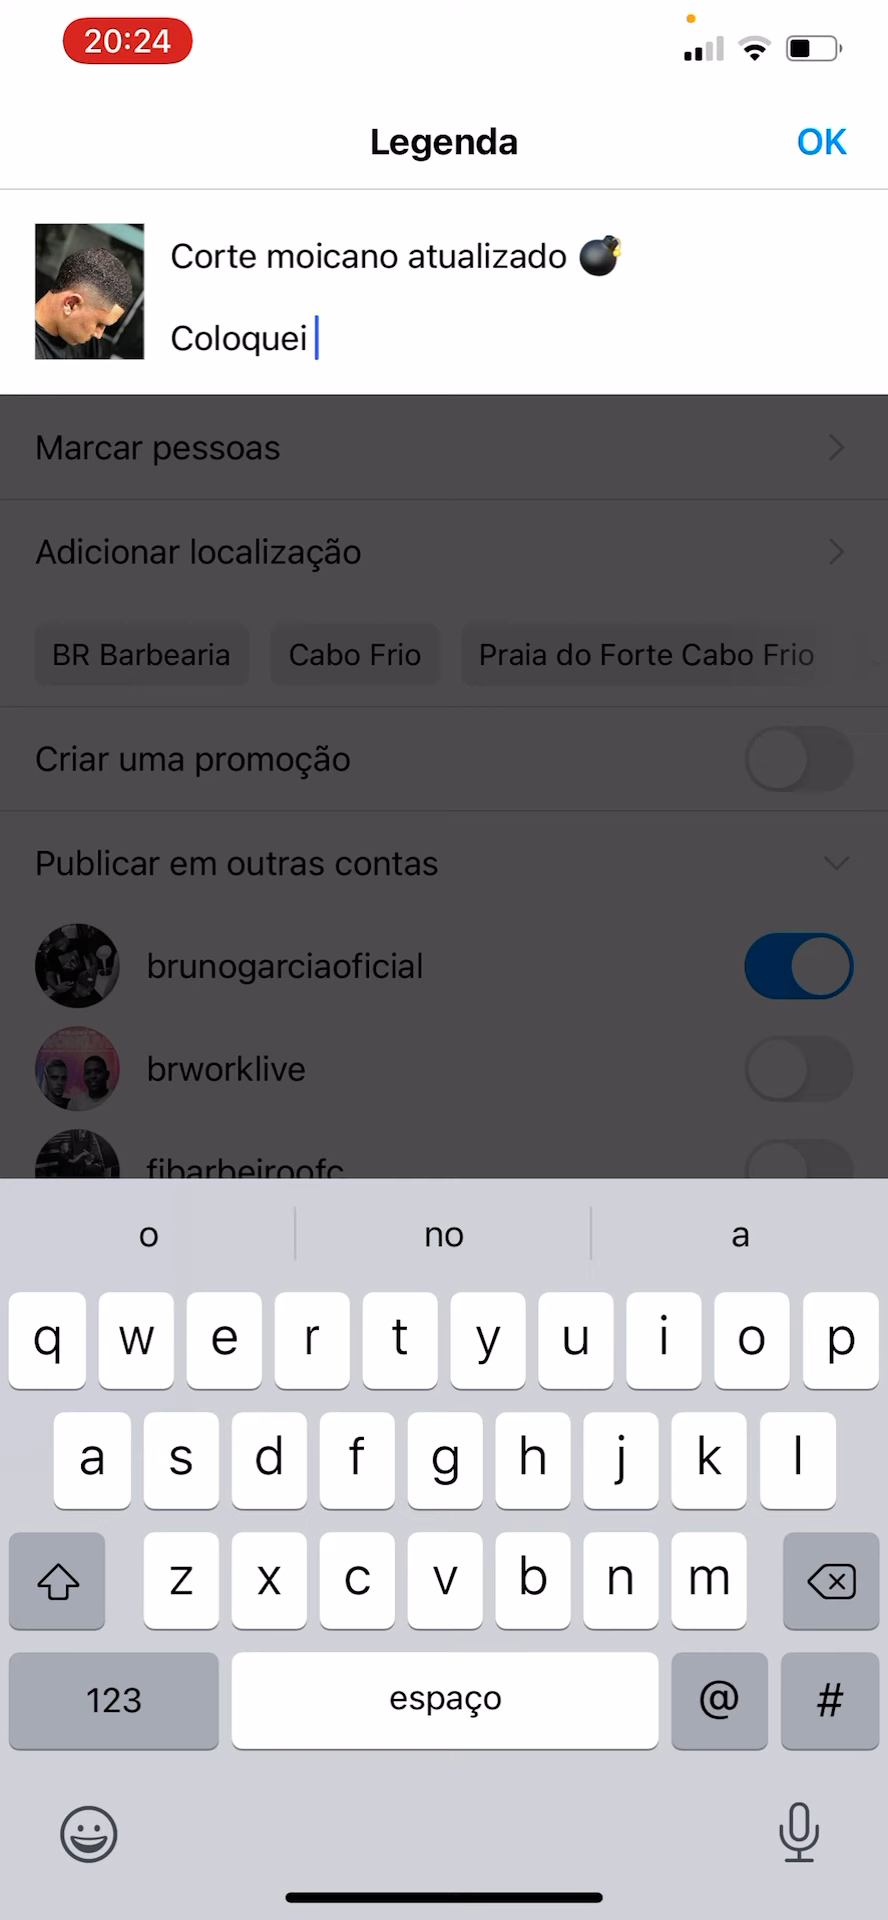 20:24
Legenda
OK
Corte moicano atualizado 💣
Coloquei
Marcar pessoas
Adicionar localização
BR Barbearia
Cabo Frio
Praia do Forte Cabo Frio
Criar uma promoção
Publicar em outras contas
brunogarciaoficial
brworklive
fibarbeiroofc
o
no
a
q w e r t y u i o p
a s d f g h j k l
z x c v b n m
123
espaço
@
#